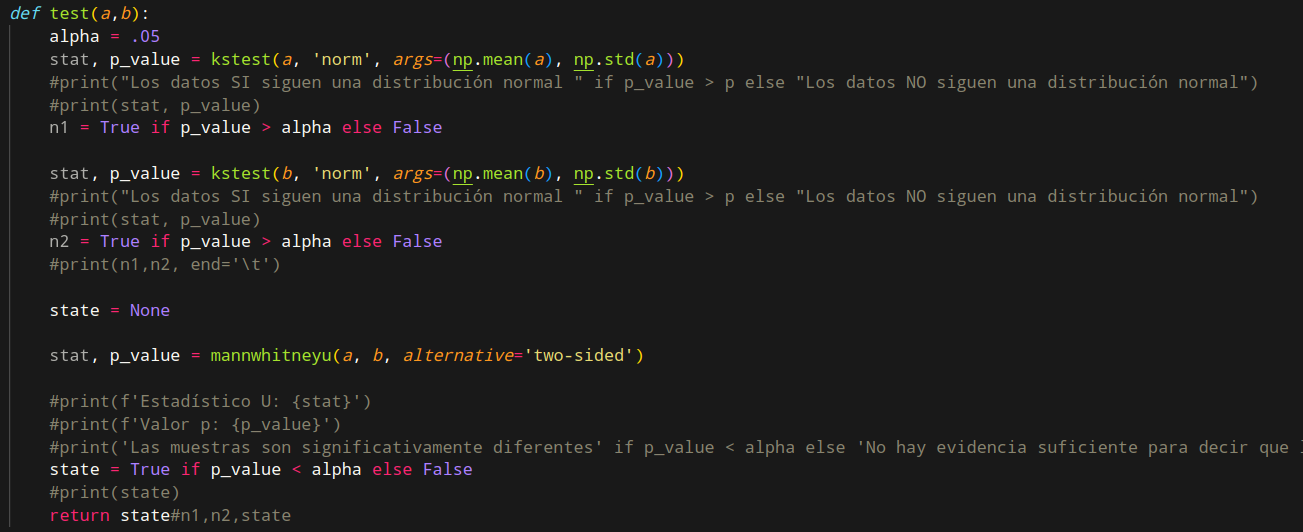 def test(a,b):
    alpha = .05
    stat, p_value = kstest(a, 'norm', args=(np.mean(a), np.std(a)))
    #print("Los datos SI siguen una distribución normal " if p_value > p else "Los datos NO siguen una distribución normal")
    #print(stat, p_value)
    n1 = True if p_value > alpha else False

    stat, p_value = kstest(b, 'norm', args=(np.mean(b), np.std(b)))
    #print("Los datos SI siguen una distribución normal " if p_value > p else "Los datos NO siguen una distribución normal")
    #print(stat, p_value)
    n2 = True if p_value > alpha else False
    #print(n1,n2, end='\t')

    state = None

    stat, p_value = mannwhitneyu(a, b, alternative='two-sided')

    #print(f'Estadístico U: {stat}')
    #print(f'Valor p: {p_value}')
    #print('Las muestras son significativamente diferentes' if p_value < alpha else 'No hay evidencia suficiente para decir que
    state = True if p_value < alpha else False
    #print(state)
    return state#n1,n2,state